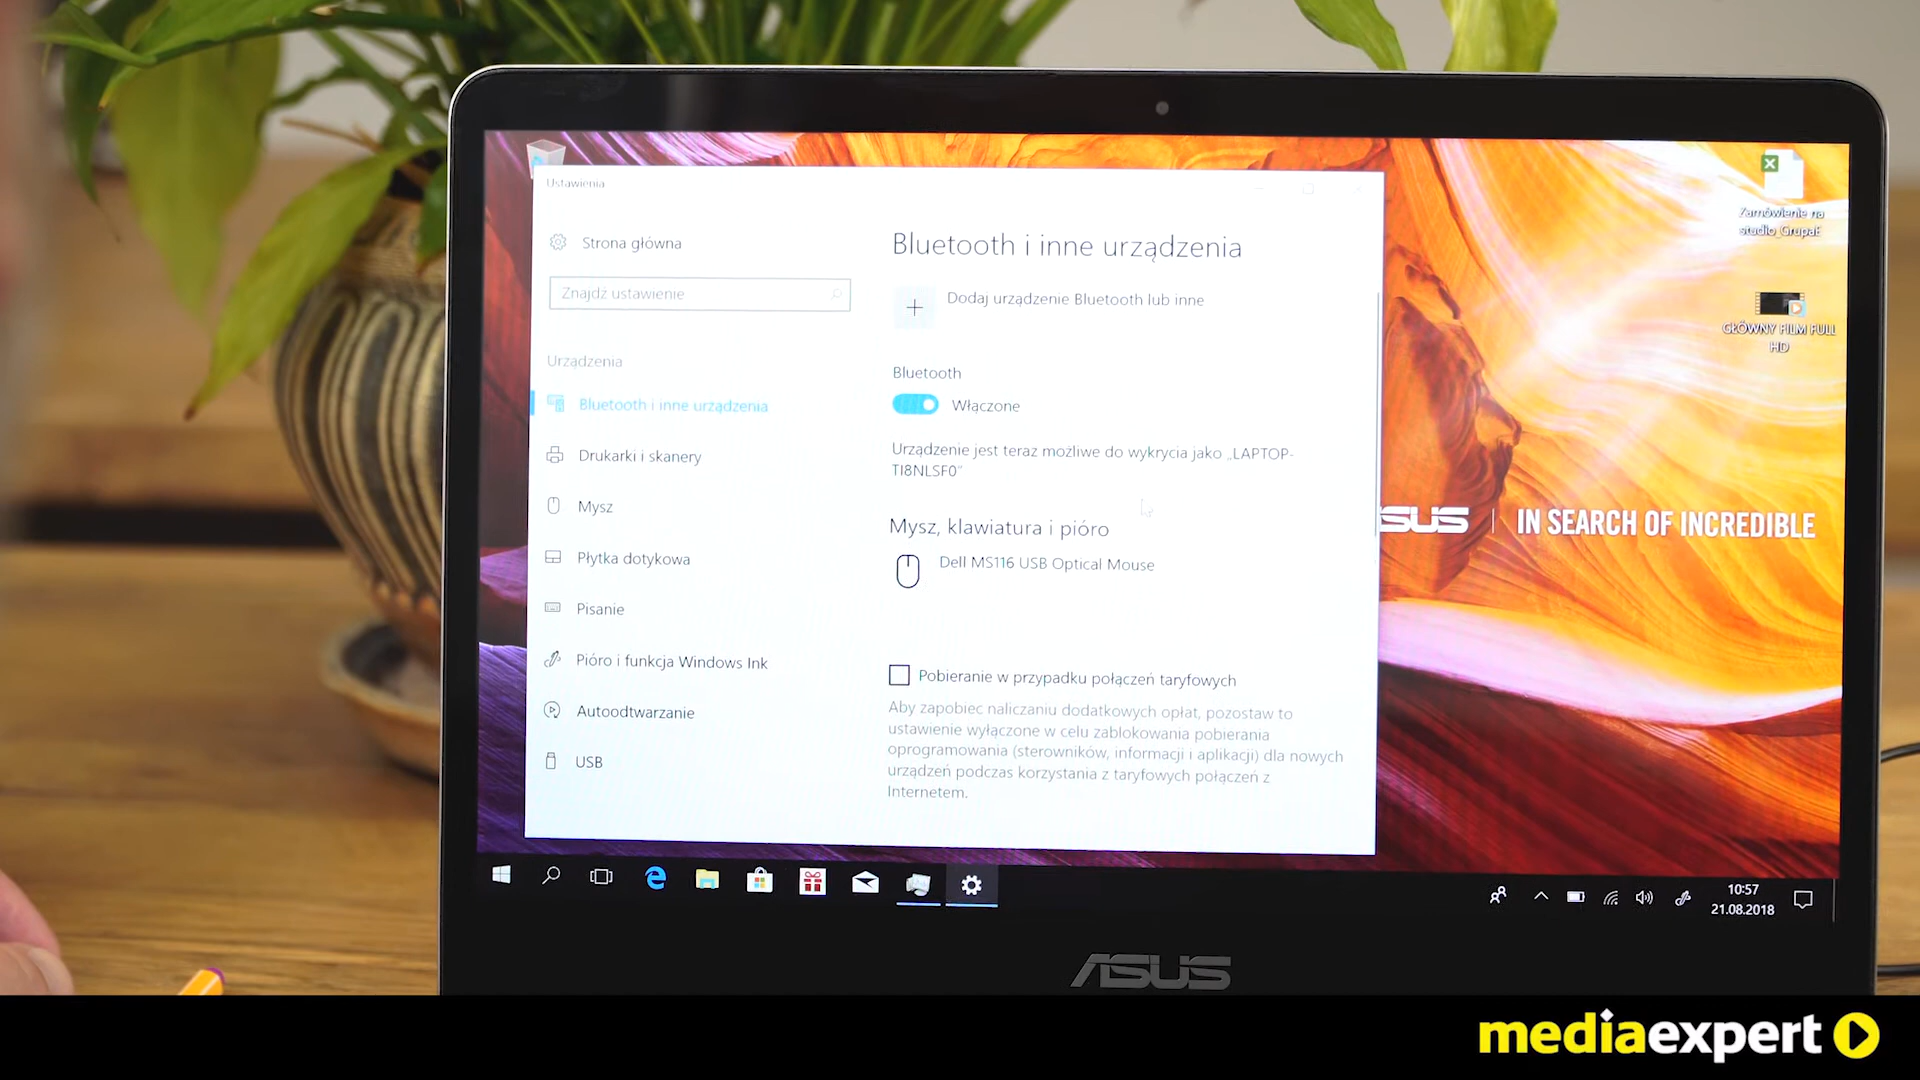 Ustawienia
Strona główna
Znajdź ustawienie
Urządzenia
Bluetooth i inne urządzenia
Drukarki i skanery
Mysz
Płytka dotykowa
Pisanie
Pióro i funkcja Windows Ink
Autoodtwarzanie
USB
Bluetooth i inne urządzenia
Dodaj urządzenie Bluetooth lub inne
Bluetooth
Włączone
Urządzenie jest teraz możliwe do wykrycia jako „LAPTOP-
TI8NLSF0”
Mysz, klawiatura i pióro
Dell MS116 USB Optical Mouse
Pobieranie w przypadku połączeń taryfowych
Aby zapobiec naliczaniu dodatkowych opłat, pozostaw to
ustawienie wyłączone w celu zablokowania pobierania
oprogramowania (sterowników, informacji i aplikacji) dla nowych
urządzeń podczas korzystania z taryfowych połączeń z
Internetem.
Zamówienie na
studio_GrupaE
GŁÓWNY FILM FULL
HD
SUS | IN SEARCH OF INCREDIBLE
10:57
21.08.2018
ASUS
mediaexpert